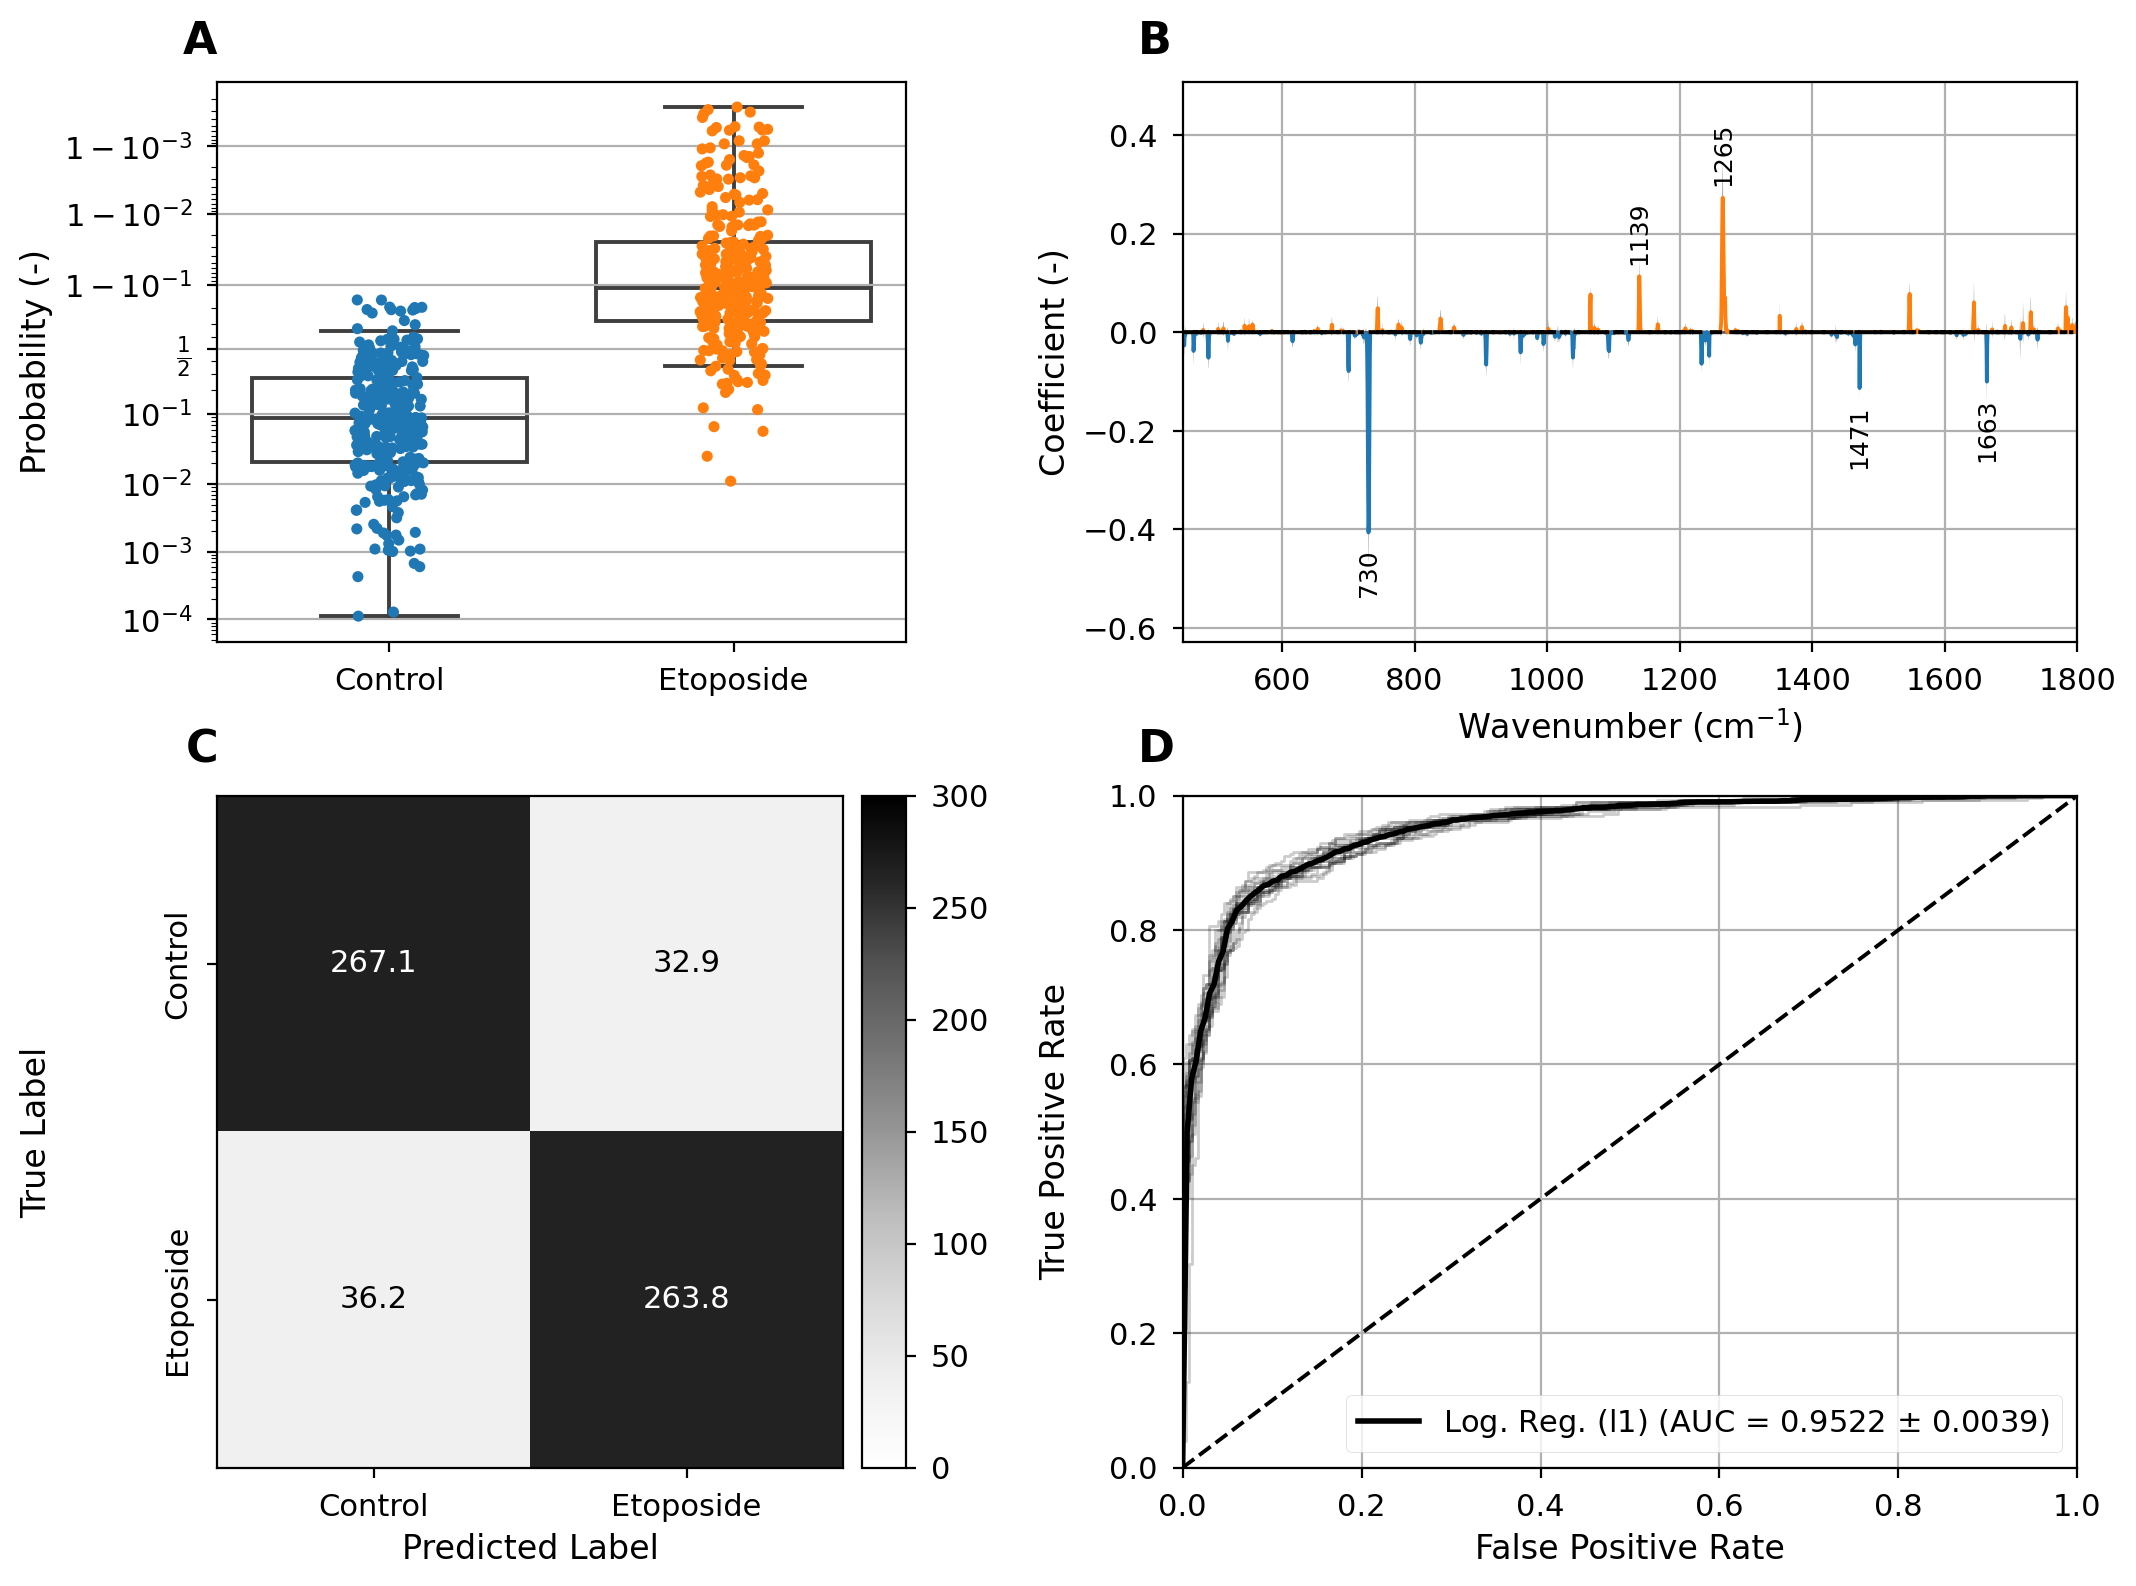 A
Probability (-)
1 − 10⁻³
1 − 10⁻²
1 − 10⁻¹
1/2
10⁻¹
10⁻²
10⁻³
10⁻⁴
Control
Etoposide
B
Coefficient (-)
0.4
0.2
0.0
−0.2
−0.4
−0.6
1265
1139
1471
1663
730
600
800
1000
1200
1400
1600
1800
Wavenumber (cm⁻¹)
C
True Label
Control
Etoposide
267.1
32.9
36.2
263.8
300
250
200
150
100
50
0
Control
Etoposide
Predicted Label
D
True Positive Rate
1.0
0.8
0.6
0.4
0.2
0.0
Log. Reg. (l1) (AUC = 0.9522 ± 0.0039)
0.0
0.2
0.4
0.6
0.8
1.0
False Positive Rate